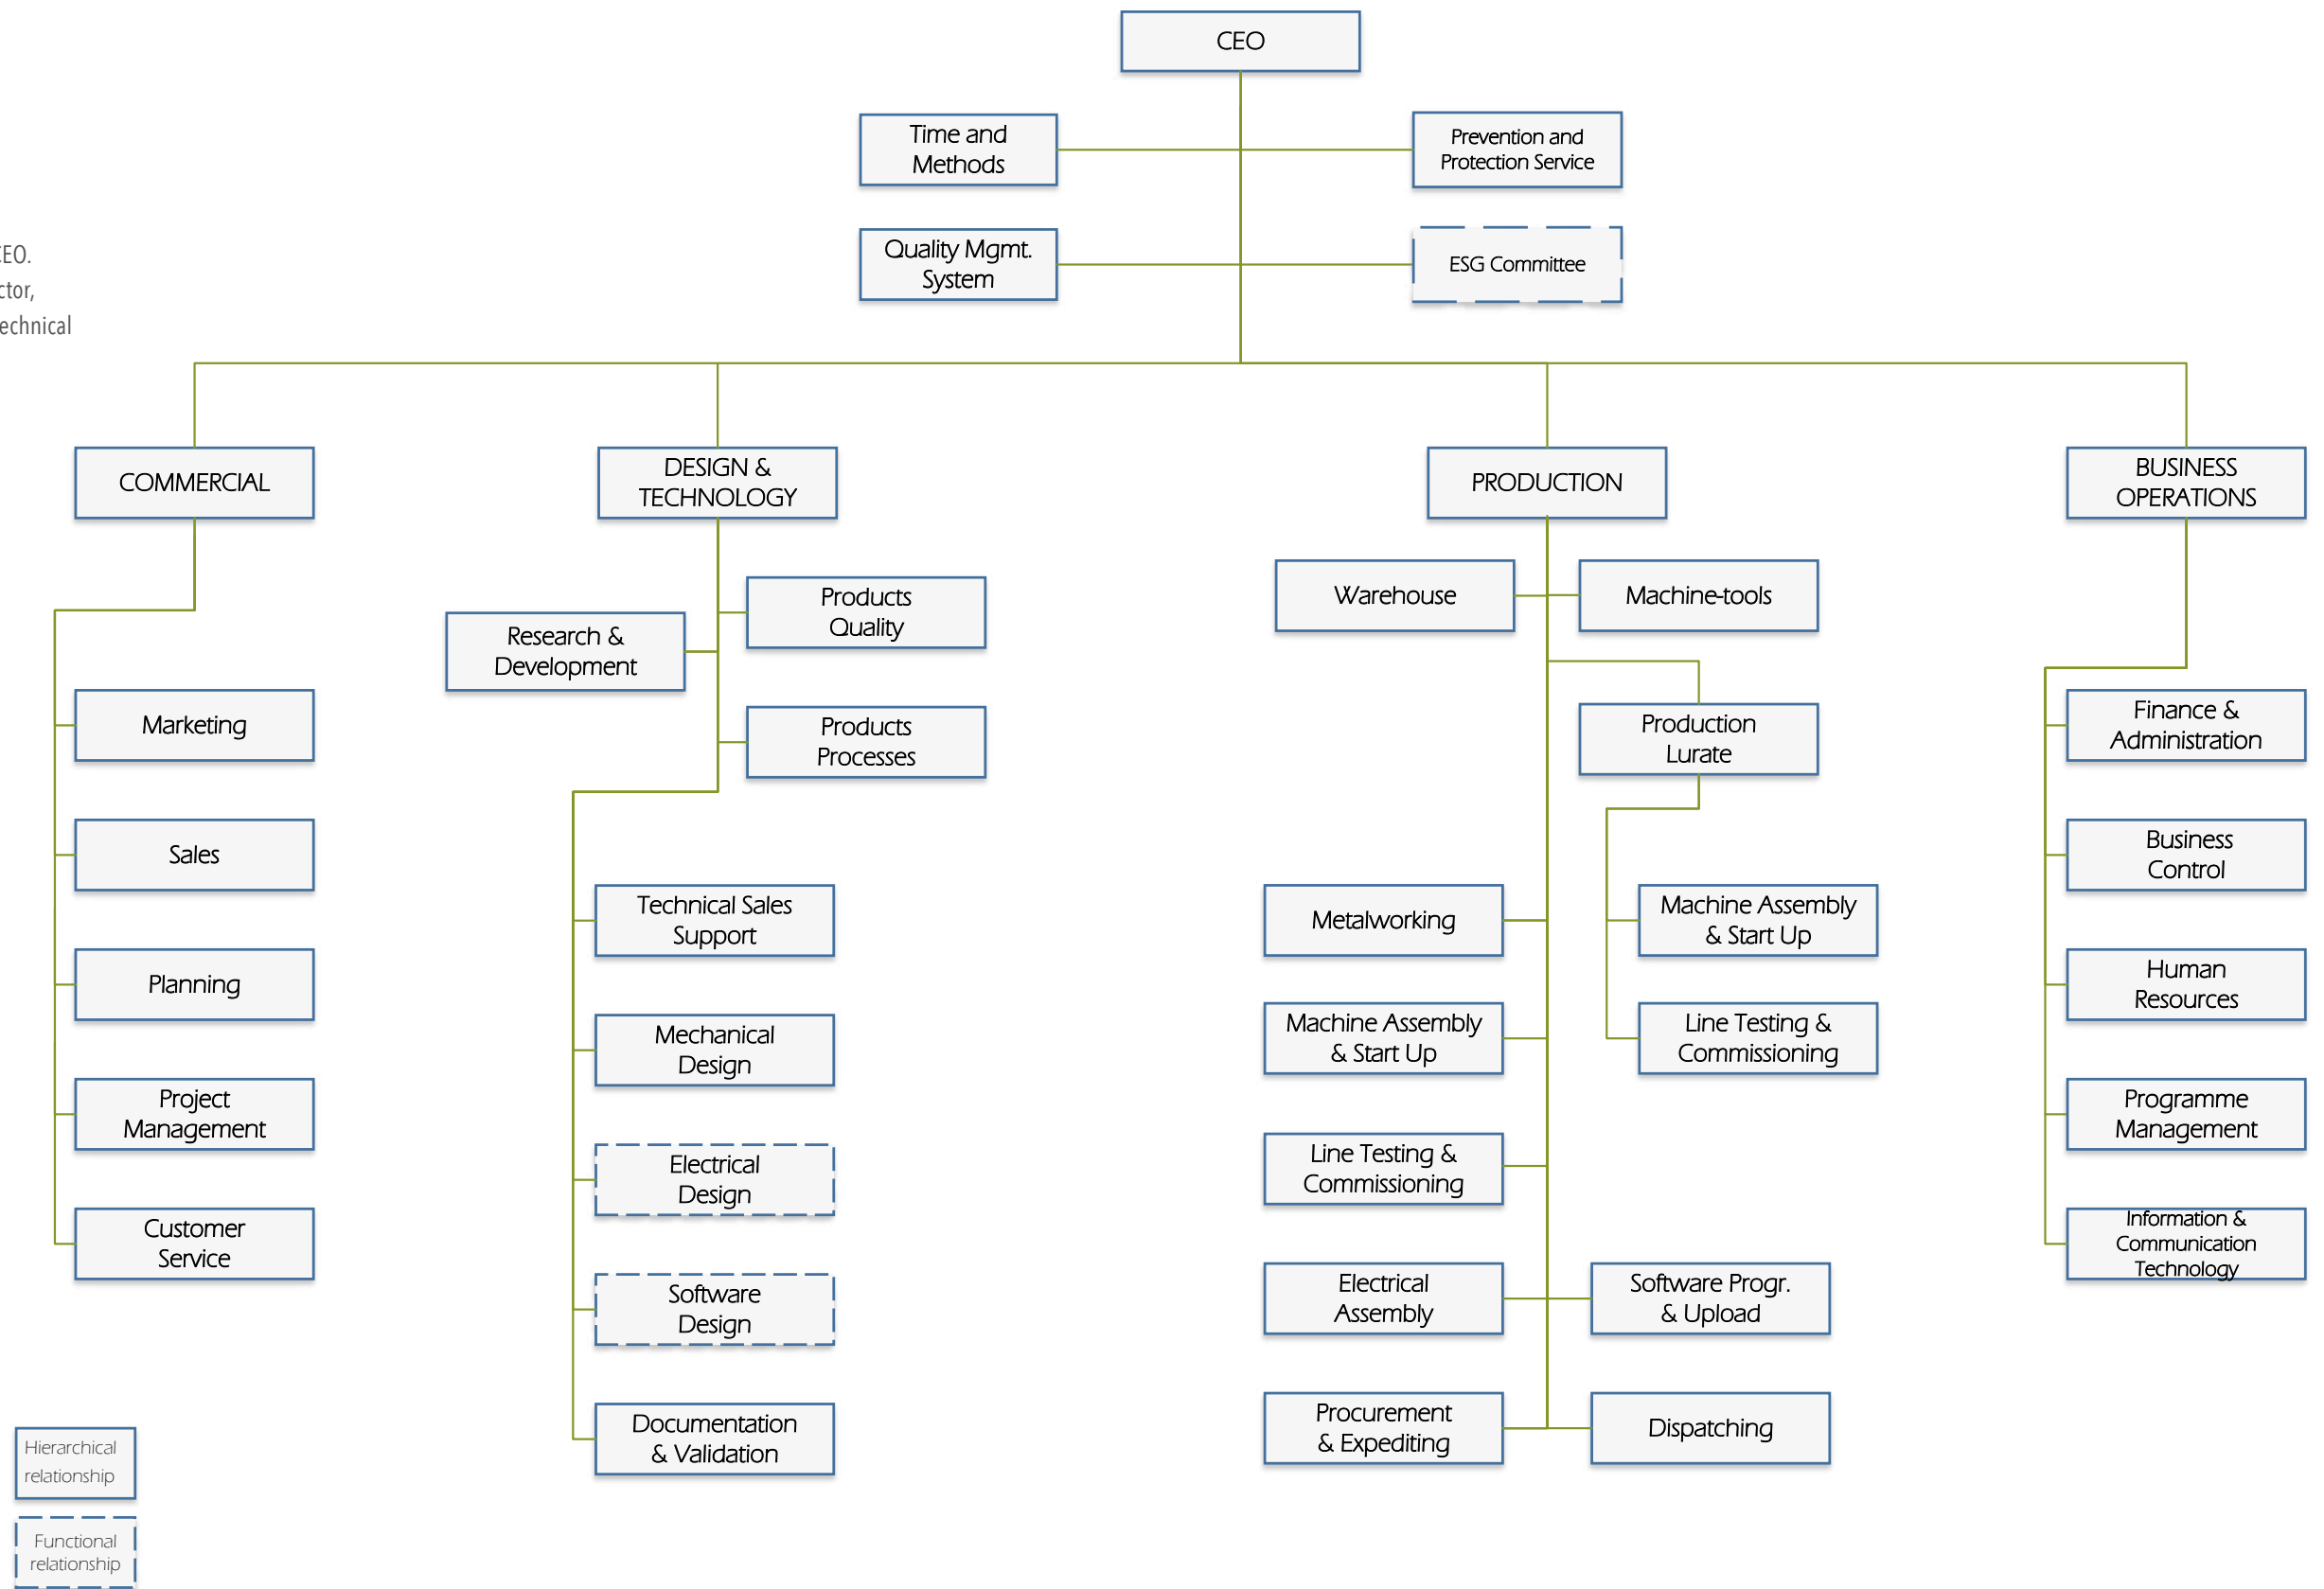 CEO
Time and
Methods
Prevention and
Protection Service
Quality Mgmt.
System
ESG Committee
CEO.
ctor,
echnical
COMMERCIAL
DESIGN &
TECHNOLOGY
PRODUCTION
BUSINESS
OPERATIONS
Research &
Development
Products
Quality
Products
Processes
Warehouse
Machine-tools
Production
Lurate
Marketing
Sales
Planning
Project
Management
Customer
Service
Technical Sales
Support
Mechanical
Design
Electrical
Design
Software
Design
Documentation
& Validation
Metalworking
Machine Assembly
& Start Up
Line Testing &
Commissioning
Electrical
Assembly
Procurement
& Expediting
Machine Assembly
& Start Up
Line Testing &
Commissioning
Software Progr.
& Upload
Dispatching
Finance &
Administration
Business
Control
Human
Resources
Programme
Management
Information &
Communication
Technology
Hierarchical
relationship
Functional
relationship